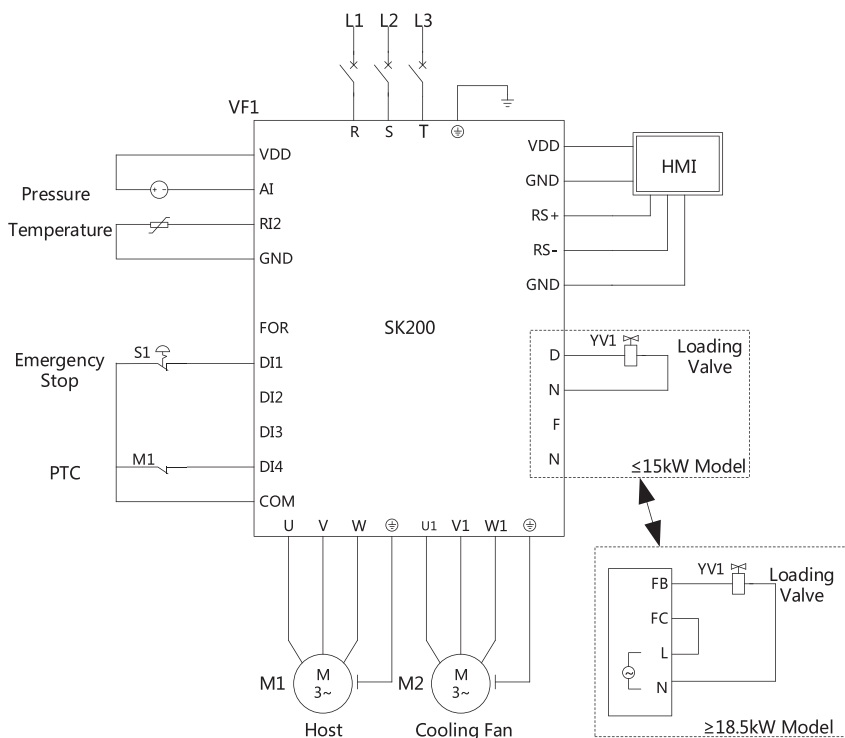 L1 L2 L3
VF1
R S T
VDD
AI
RI2
GND
Pressure
Temperature
FOR
DI1
DI2
DI3
DI4
COM
S1
Emergency
Stop
M1
PTC
SK200
VDD
GND
RS+
RS-
GND
HMI
D
N
F
N
YV1
Loading
Valve
≤15kW Model
U V W U1 V1 W1
M1
M
3~
Host
M2
M
3~
Cooling Fan
FB
FC
L
N
YV1
Loading
Valve
≥18.5kW Model